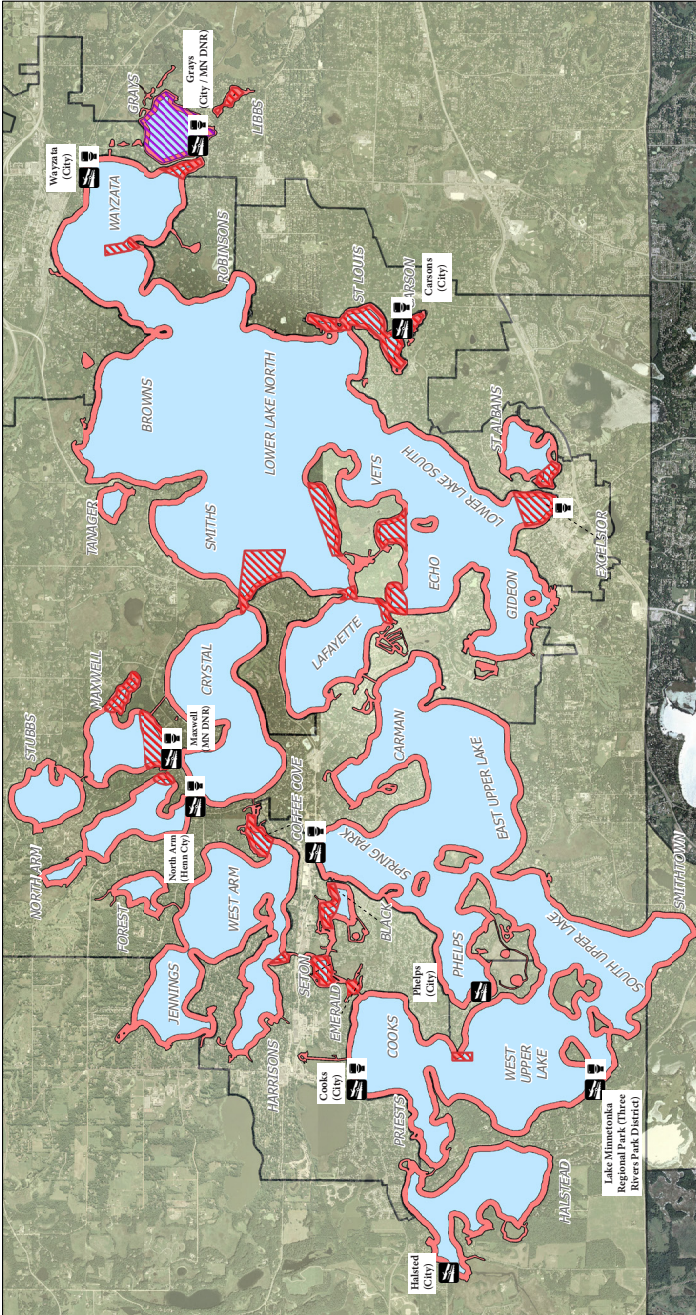 STUBBS
NORTH ARM
Wayzata
(City)
MAXWELL
TANACER
GRAYS
FOREST
WAYZATA
BROWNS
JENNINGS
North Arm
(Henn Cty)
Maxwell
(MN DNR)
Grays
(City / MN DNR)
CRYSTAL
SMITHS
WEST ARM
ROBINSONS
LIBBS
HARRISONS
COFFEE COVE
LOWER LAKE NORTH
SETON
Cooks
(City)
EMERALD
LAFAYETTE
SPRING PARK
ST LOUIS
VETS
BLACK
COOKS
PRIESTS
CARMAN
CARSON
Carsons
(City)
Halsted
(City)
Phelps
(City)
PHELPS
ECHO
LOWER LAKE SOUTH
EAST UPPER LAKE
ST ALBANS
GIDEON
WEST
UPPER
LAKE
HALSTEAD
SOUTH UPPER LAKE
EXCELSIOR
Lake Minnetonka
Regional Park (Three
Rivers Park District)
SMITHTOWN